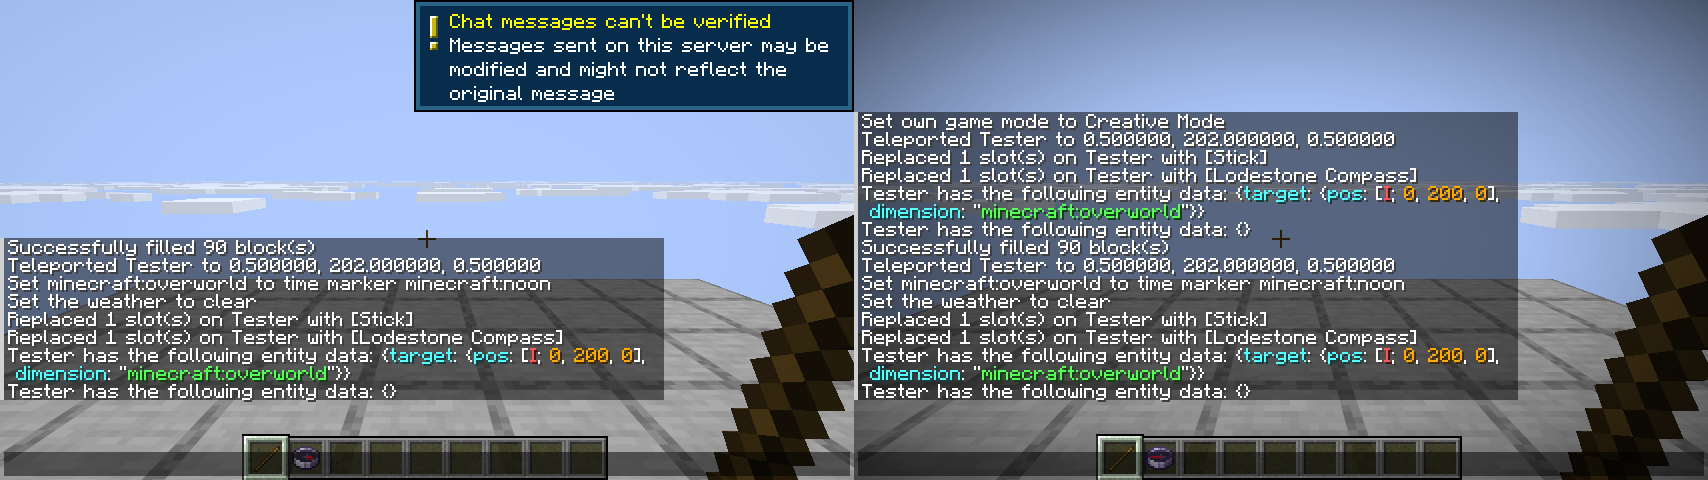 Chat messages can't be verified
Messages sent on this server may be
modified and might not reflect the
original message
Successfully filled 90 block(s)
Teleported Tester to 0.500000, 202.000000, 0.500000
Set minecraft:overworld to time marker minecraft:noon
Set the weather to clear
Replaced 1 slot(s) on Tester with [Stick]
Replaced 1 slot(s) on Tester with [Lodestone Compass]
Tester has the following entity data: {target: {pos: [I; 0, 200, 0],
dimension: "minecraft:overworld"}}
Tester has the following entity data: {}
Set own game mode to Creative Mode
Teleported Tester to 0.500000, 202.000000, 0.500000
Replaced 1 slot(s) on Tester with [Stick]
Replaced 1 slot(s) on Tester with [Lodestone Compass]
Tester has the following entity data: {target: {pos: [I; 0, 200, 0],
dimension: "minecraft:overworld"}}
Tester has the following entity data: {}
Successfully filled 90 block(s)
Teleported Tester to 0.500000, 202.000000, 0.500000
Set minecraft:overworld to time marker minecraft:noon
Set the weather to clear
Replaced 1 slot(s) on Tester with [Stick]
Replaced 1 slot(s) on Tester with [Lodestone Compass]
Tester has the following entity data: {target: {pos: [I; 0, 200, 0],
dimension: "minecraft:overworld"}}
Tester has the following entity data: {}